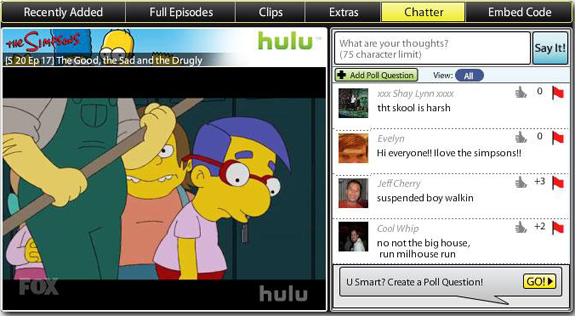 Recently Added
Full Episodes
Clips
Extras
Chatter
Embed Code
THE SIMPSONS
hulu
[S 20 Ep 17] The Good, the Sad and the Drugly
FOX
hulu
What are your thoughts?
(75 character limit)
Say It!
Add Poll Question
View:
All
xxx Shay Lynn xxxx
0
tht skool is harsh
Evelyn
0
Hi everyone!! Ilove the simpsons!!
Jeff Cherry
+3
suspended boy walkin
Cool Whip
+2
no not the big house,
run milhouse run
U Smart? Create a Poll Question!
GO!